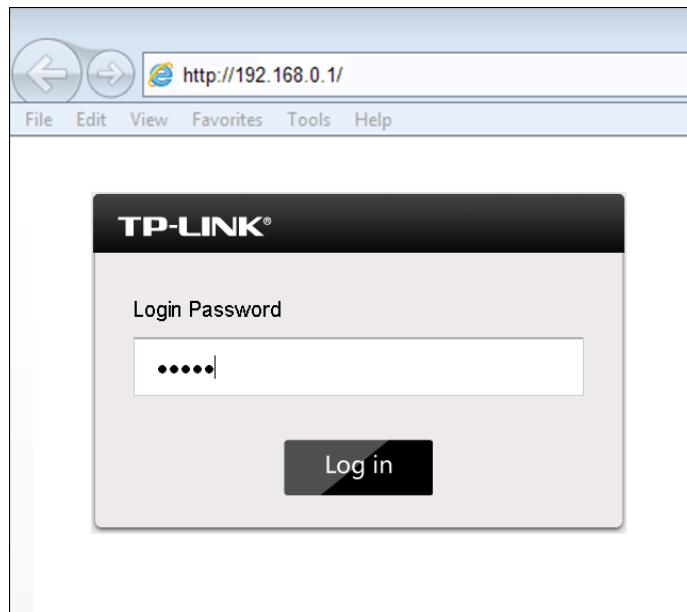 http://192.168.0.1/
File Edit View Favorites Tools Help
TP-LINK®
Login Password
•••••
Log in